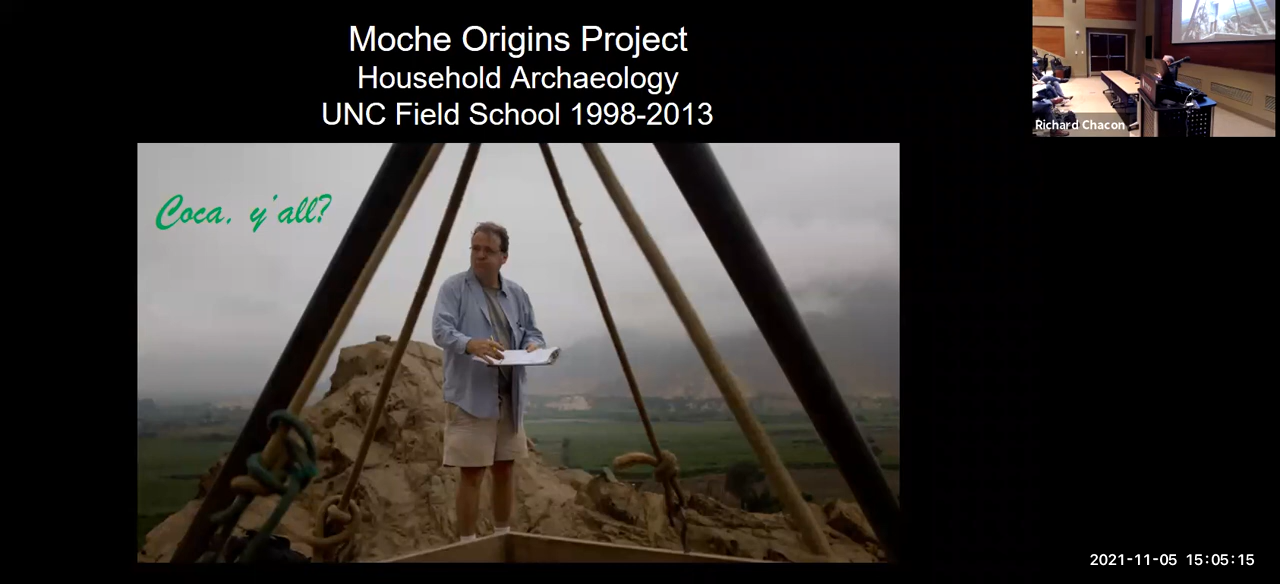 Moche Origins Project
Household Archaeology
UNC Field School 1998-2013
Coca, y'all?
Richard Chacon
2021-11-05 15:05:15